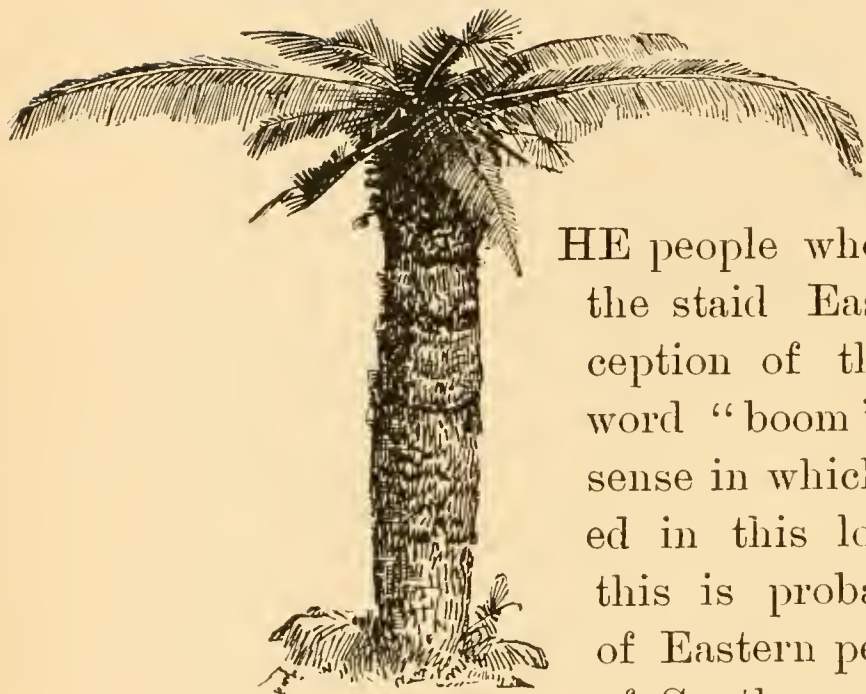 HE people who
the staid Eas
ception of th
word "boom"
sense in which
ed in this lo
this is proba
of Eastern pe